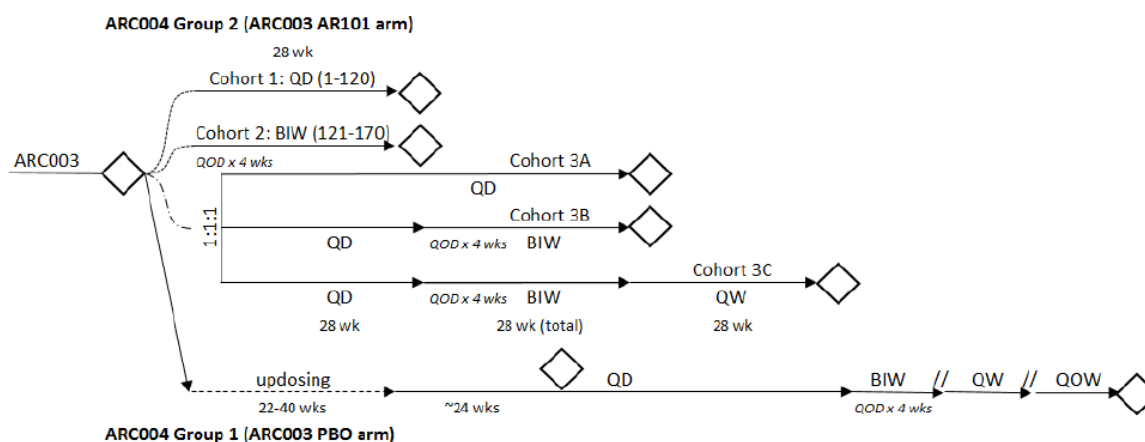 ARC004 Group 2 (ARC003 AR101 arm)
28 wk
Cohort 1: QD (1-120)
Cohort 2: BIW (121-170)
ARC003
QOD x 4 wks
Cohort 3A
QD
1:1:1
Cohort 3B
QD
QOD x 4 wks
BIW
Cohort 3C
QD
QOD x 4 wks
BIW
QW
28 wk
28 wk (total)
28 wk
updosing
QD
BIW // QW // QOW
22-40 wks
~24 wks
QOD x 4 wks
ARC004 Group 1 (ARC003 PBO arm)